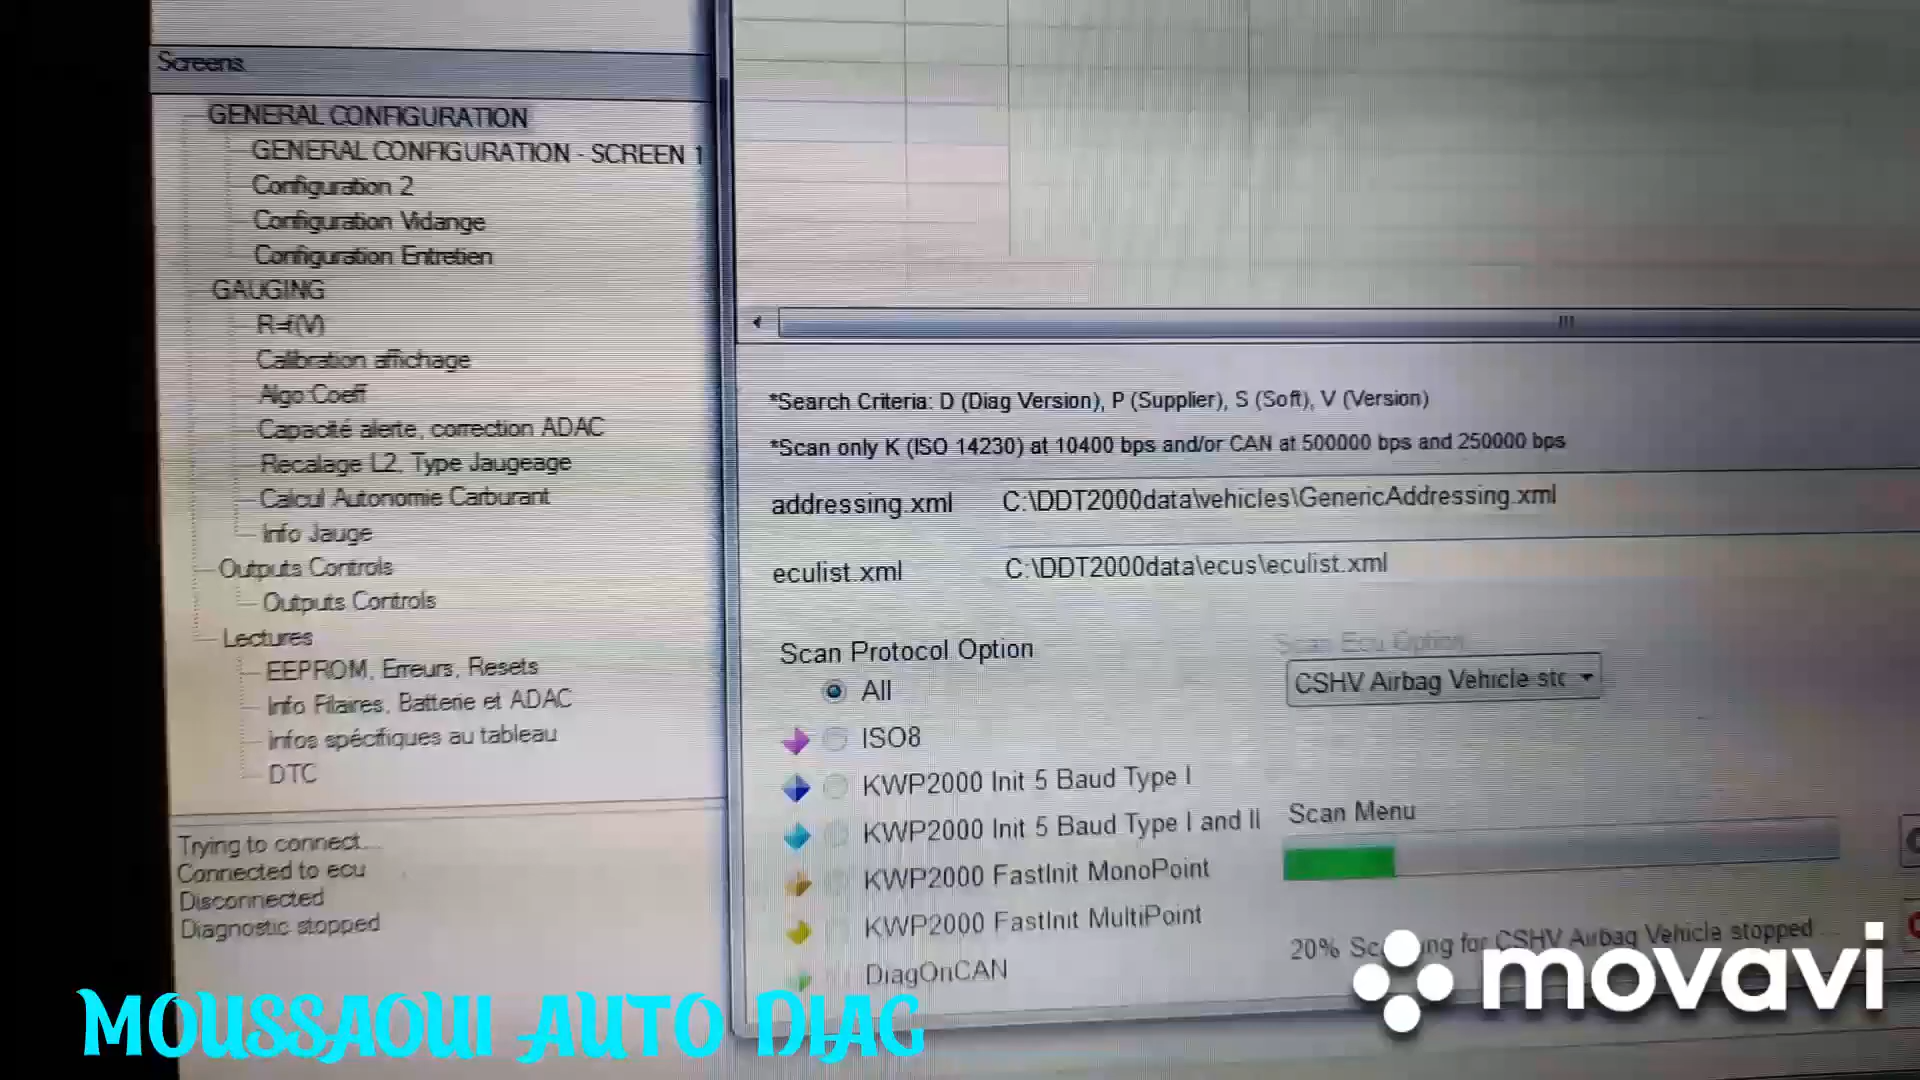 Screens
GENERAL CONFIGURATION
GENERAL CONFIGURATION - SCREEN 1
Configuration 2
Configuration Vidange
Configuration Entretien
GAUGING
R=f(V)
Calibration affichage
Algo Coeff
Capacité alerte, correction ADAC
Recalage L2, Type Jaugeage
Calcul Autonomie Carburant
Info Jauge
Outputs Controls
Outputs Controls
Lectures
EEPROM, Erreurs, Resets
Info Filaires, Batterie et ADAC
Infos spécifiques au tableau
DTC
Trying to connect...
Connected to ecu
Disconnected
Diagnostic stopped
*Search Criteria: D (Diag Version), P (Supplier), S (Soft), V (Version)
*Scan only K (ISO 14230) at 10400 bps and/or CAN at 500000 bps and 250000 bps
addressing.xml C:\DDT2000data\vehicles\GenericAddressing.xml
eculist.xml C:\DDT2000data\ecus\eculist.xml
Scan Protocol Option
All
ISO8
KWP2000 Init 5 Baud Type I
KWP2000 Init 5 Baud Type I and II
KWP2000 FastInit MonoPoint
KWP2000 FastInit MultiPoint
DiagOnCAN
Scan Ecu Option
CSHV Airbag Vehicle stc
Scan Menu
20% Scanning for CSHV Airbag Vehicle stopped ...
movavi
MOUSSAOUI AUTO DIAG